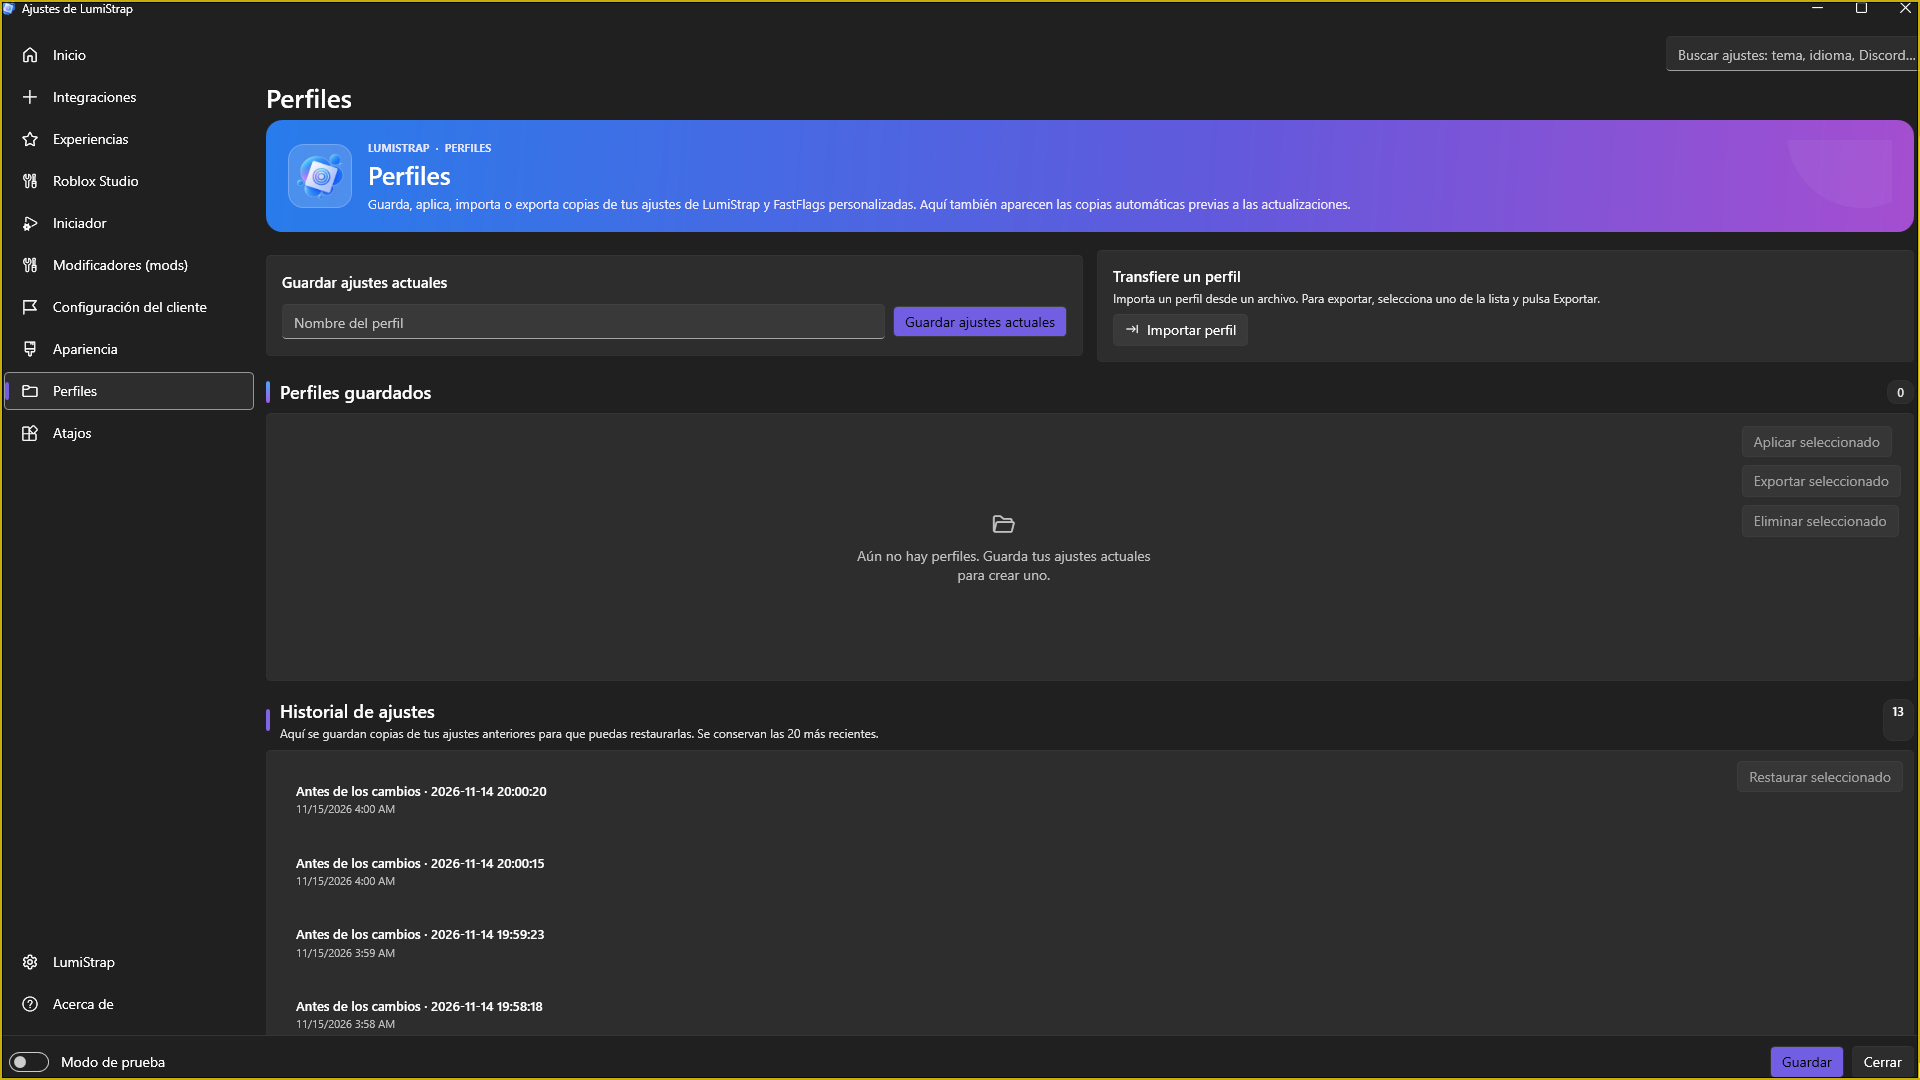 Ajustes de LumiStrap
Inicio
Integraciones
Experiencias
Roblox Studio
Iniciador
Modificadores (mods)
Configuración del cliente
Apariencia
Perfiles
Atajos
LumiStrap
Acerca de
Modo de prueba
Buscar ajustes: tema, idioma, Discord...
Perfiles
LUMISTRAP · PERFILES
Perfiles
Guarda, aplica, importa o exporta copias de tus ajustes de LumiStrap y FastFlags personalizadas. Aquí también aparecen las copias automáticas previas a las actualizaciones.
Guardar ajustes actuales
Nombre del perfil
Guardar ajustes actuales
Transfiere un perfil
Importa un perfil desde un archivo. Para exportar, selecciona uno de la lista y pulsa Exportar.
Importar perfil
Perfiles guardados
0
Aplicar seleccionado
Exportar seleccionado
Eliminar seleccionado
Aún no hay perfiles. Guarda tus ajustes actuales
para crear uno.
Historial de ajustes
13
Aquí se guardan copias de tus ajustes anteriores para que puedas restaurarlas. Se conservan las 20 más recientes.
Restaurar seleccionado
Antes de los cambios · 2026-11-14 20:00:20
11/15/2026 4:00 AM
Antes de los cambios · 2026-11-14 20:00:15
11/15/2026 4:00 AM
Antes de los cambios · 2026-11-14 19:59:23
11/15/2026 3:59 AM
Antes de los cambios · 2026-11-14 19:58:18
11/15/2026 3:58 AM
Guardar
Cerrar